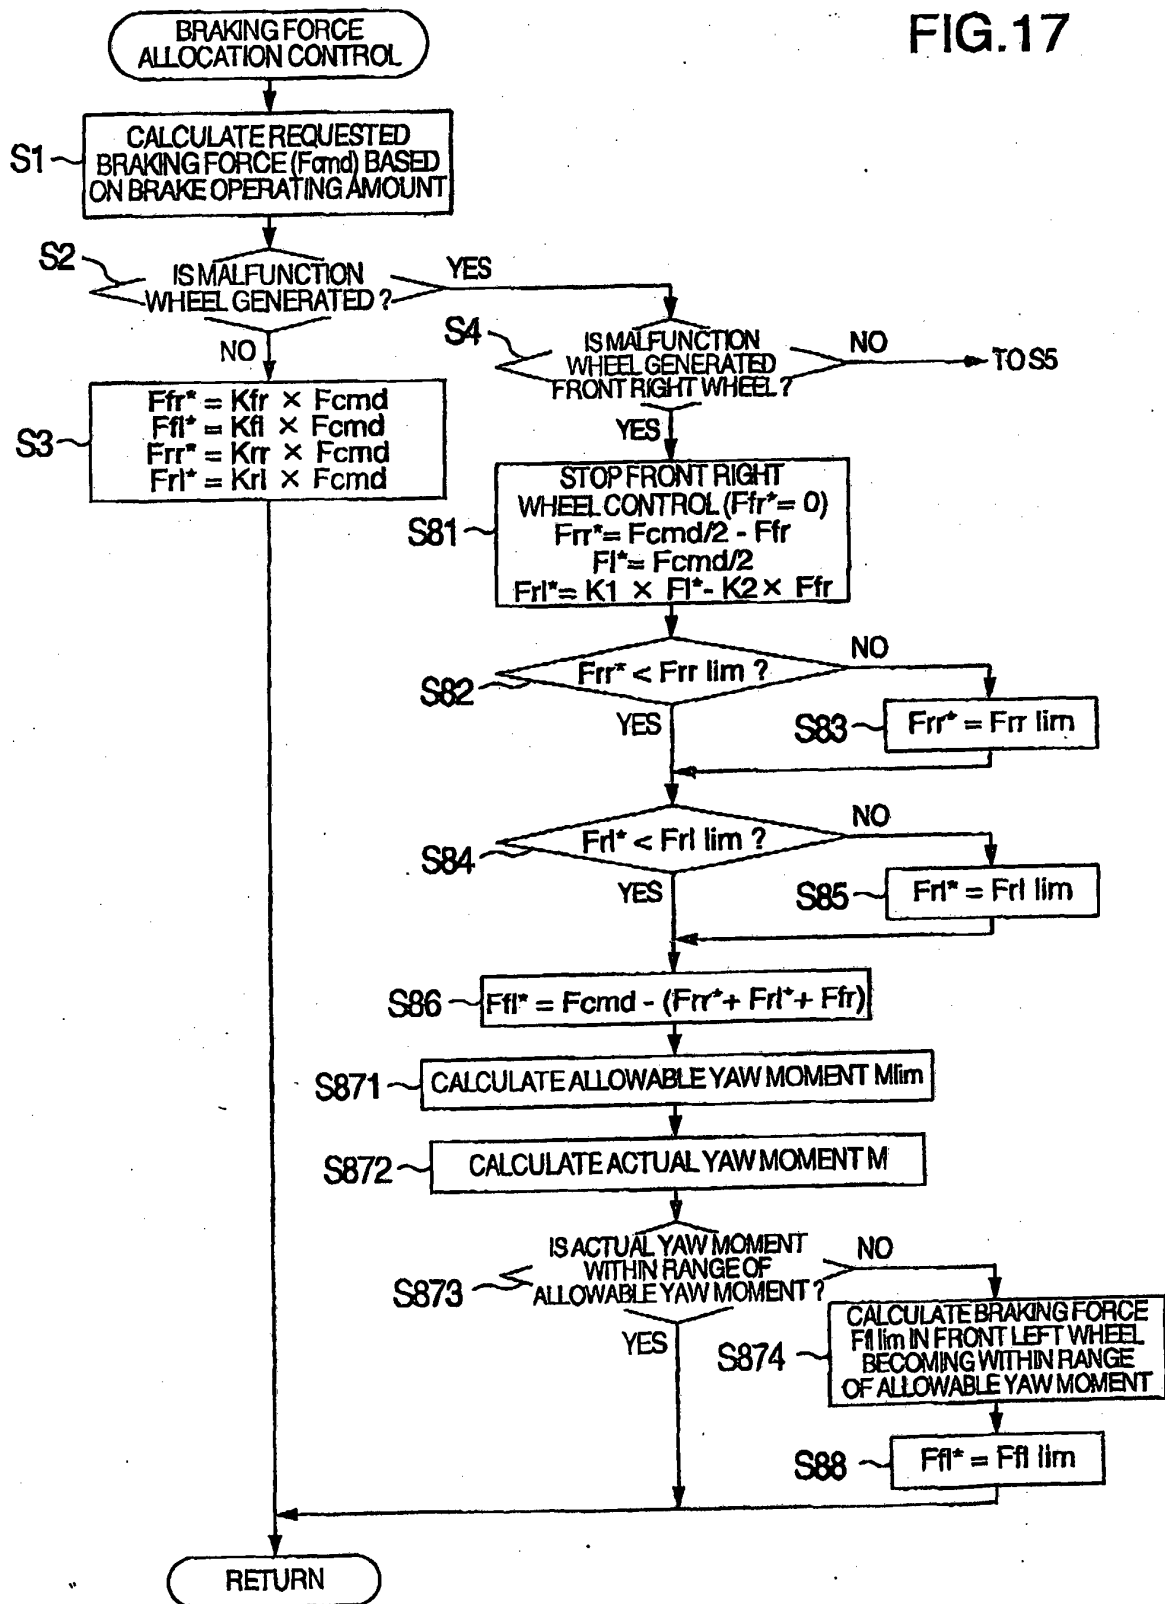 FIG.17
BRAKING FORCE
ALLOCATION CONTROL
S1
CALCULATE REQUESTED
BRAKING FORCE (Fcmd) BASED
ON BRAKE OPERATING AMOUNT
S2
IS MALFUNCTION
WHEEL GENERATED ?
YES
NO
S3
Ffr* = Kfr × Fcmd
Ffl* = Kfl × Fcmd
Frr* = Krr × Fcmd
Frl* = Krl × Fcmd
S4
IS MALFUNCTION
WHEEL GENERATED
FRONT RIGHT WHEEL ?
NO
TO S5
YES
S81
STOP FRONT RIGHT
WHEEL CONTROL (Ffr* = 0)
Frr* = Fcmd/2 - Ffr
Fl* = Fcmd/2
Frl* = K1 × Fl* - K2 × Ffr
S82
Frr* < Frr lim ?
NO
YES
S83
Frr* = Frr lim
S84
Frl* < Frl lim ?
NO
YES
S85
Frl* = Frl lim
S86
Ffl* = Fcmd - (Frr* + Frl* + Ffr)
S871
CALCULATE ALLOWABLE YAW MOMENT Mlim
S872
CALCULATE ACTUAL YAW MOMENT M
S873
IS ACTUAL YAW MOMENT
WITHIN RANGE OF
ALLOWABLE YAW MOMENT ?
NO
YES
S874
CALCULATE BRAKING FORCE
Ffl lim IN FRONT LEFT WHEEL
BECOMING WITHIN RANGE
OF ALLOWABLE YAW MOMENT
S88
Ffl* = Ffl lim
RETURN